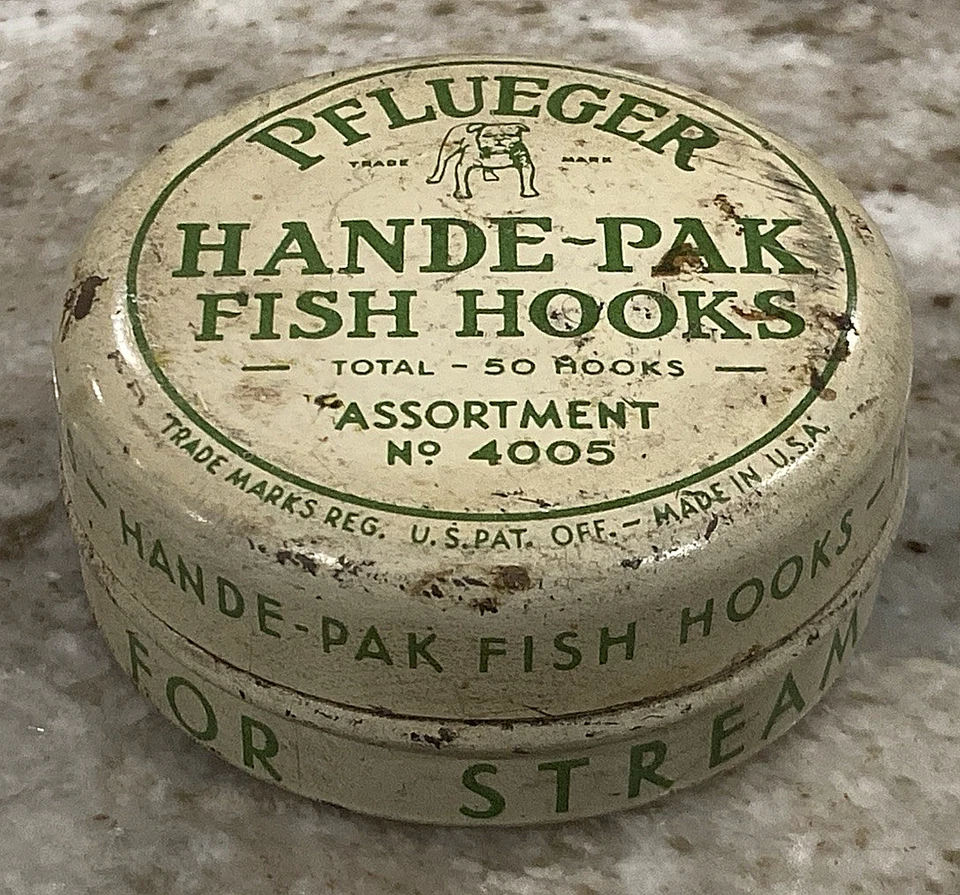 PFLUEGER
TRADE MARK
HANDE-PAK
FISH HOOKS
— TOTAL - 50 HOOKS —
ASSORTMENT
Nº 4005
TRADE MARKS REG. U.S. PAT. OFF. — MADE IN U.S.A.
— HANDE-PAK FISH HOOKS —
FOR STREAM